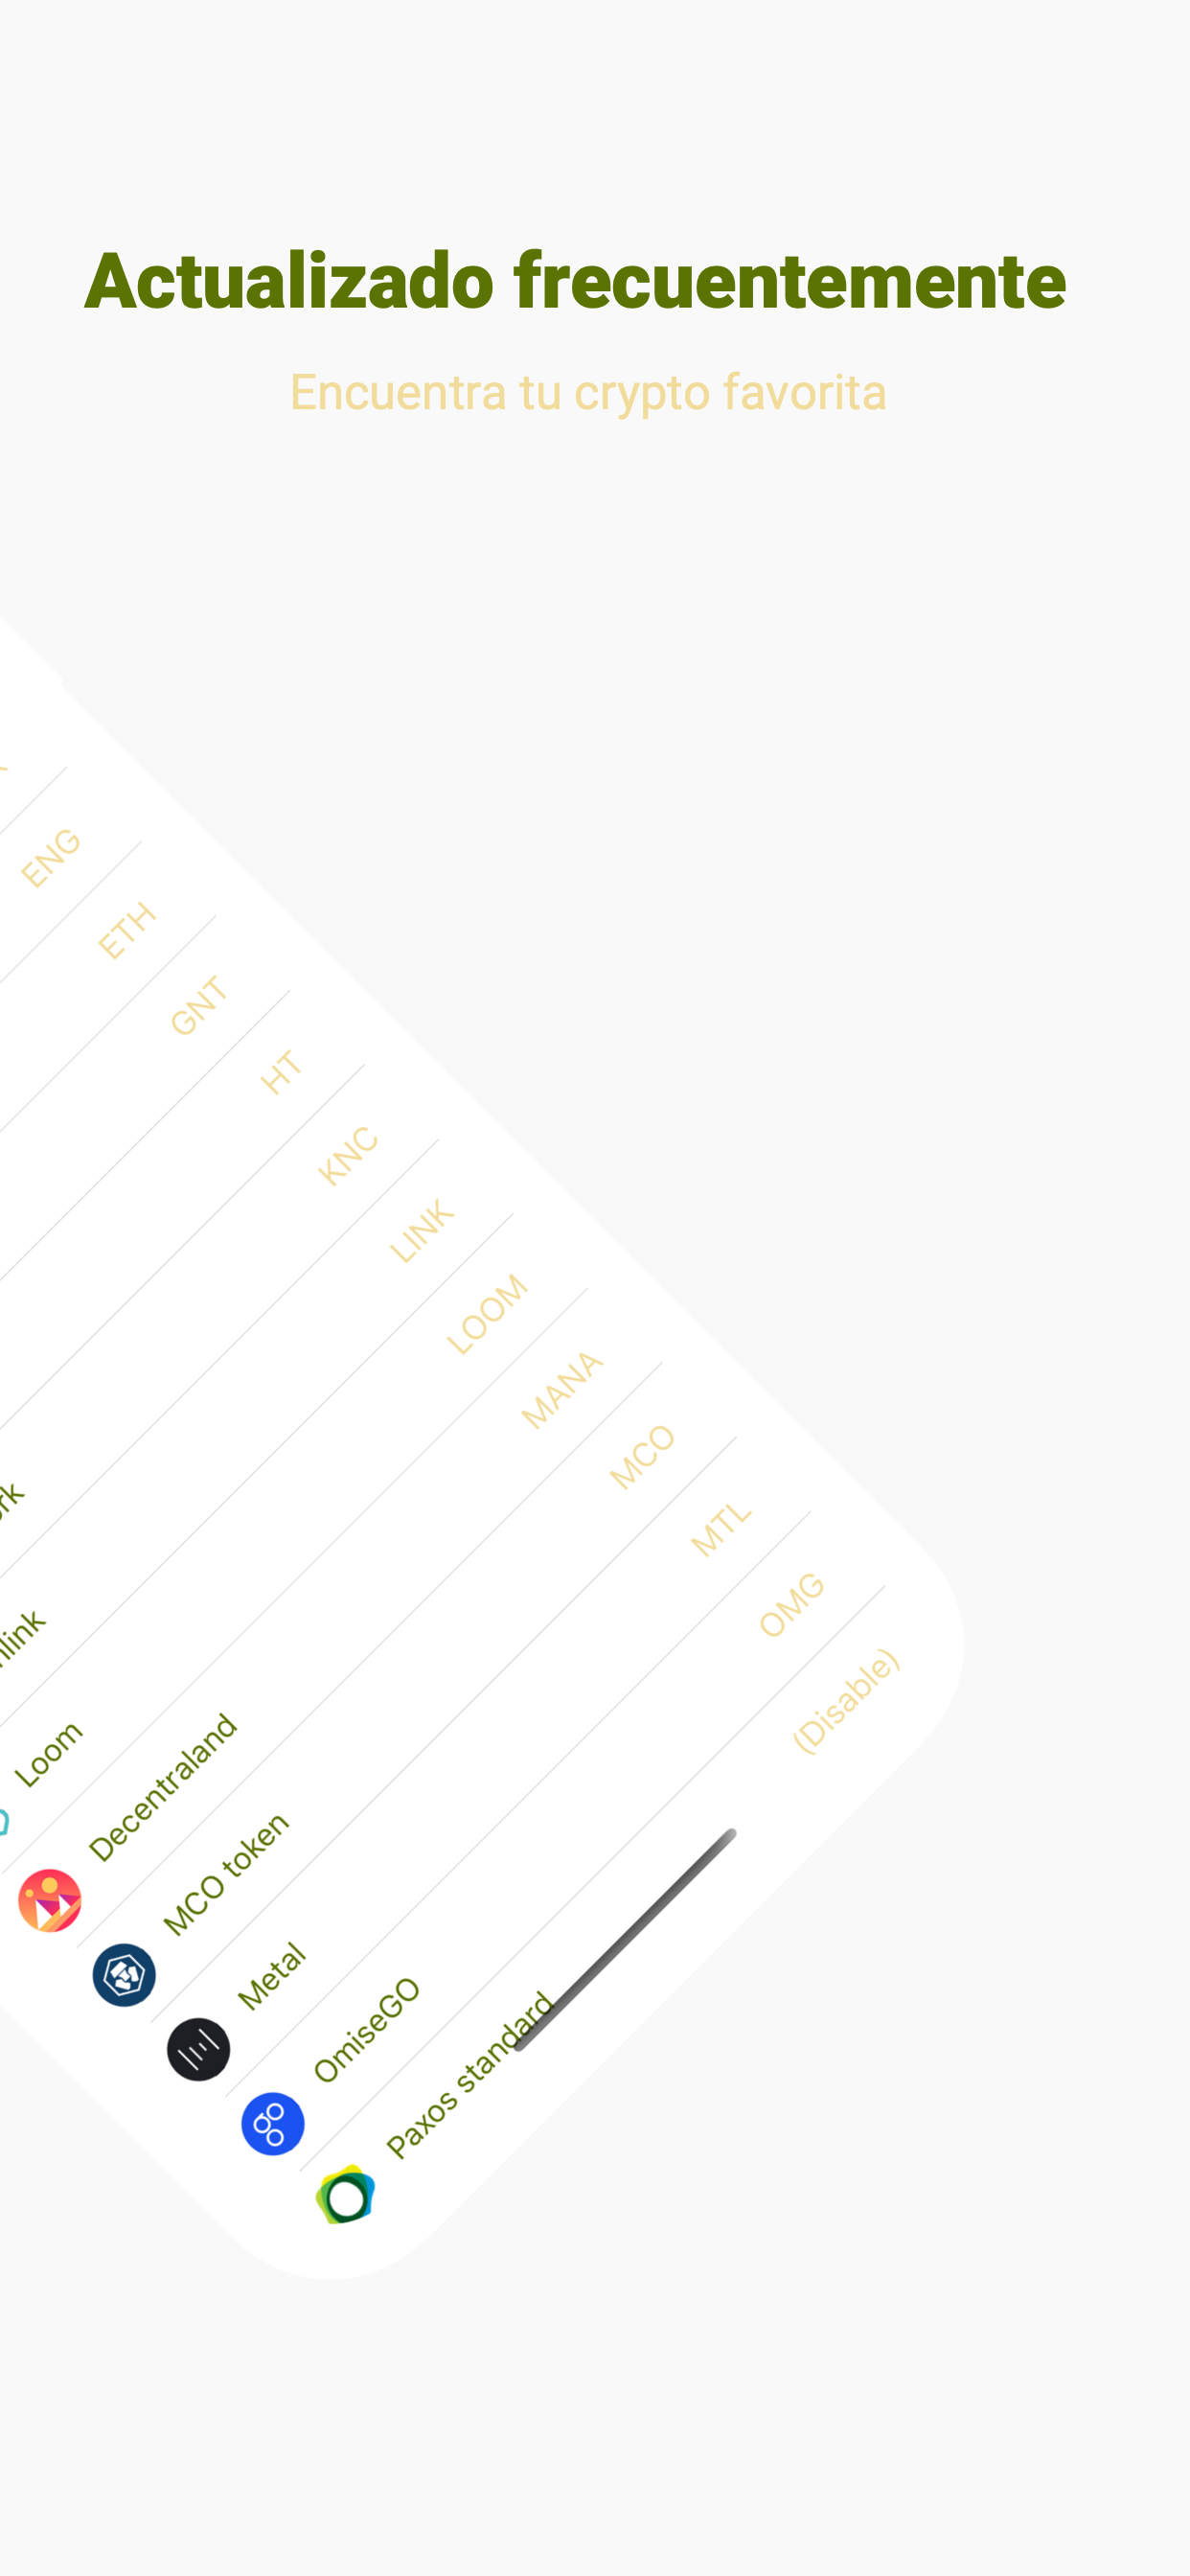 Actualizado frecuentemente
Encuentra tu crypto favorita
ENG
ETH
GNT
HT
KNC
LINK
Loom LOOM
Decentraland MANA
MCO token MCO
Metal MTL
OmiseGO OMG
Paxos standard (Disable)